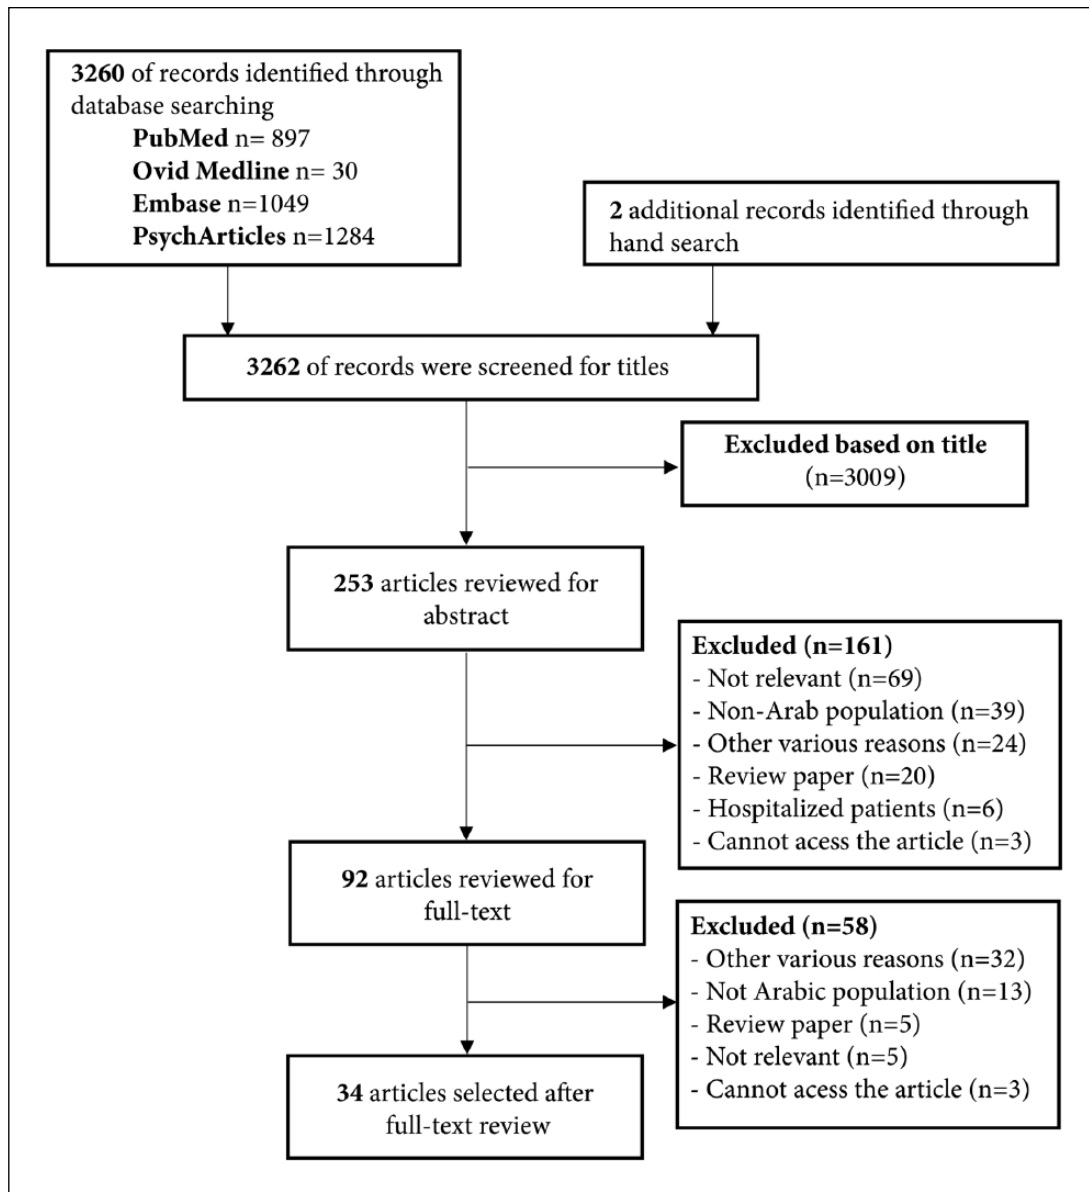 3260 of records identified through
database searching
PubMed n= 897
Ovid Medline n= 30
Embase n=1049
PsychArticles n=1284
2 additional records identified through
hand search
3262 of records were screened for titles
Excluded based on title
(n=3009)
253 articles reviewed for
abstract
Excluded (n=161)
- Not relevant (n=69)
- Non-Arab population (n=39)
- Other various reasons (n=24)
- Review paper (n=20)
- Hospitalized patients (n=6)
- Cannot acess the article (n=3)
92 articles reviewed for
full-text
Excluded (n=58)
- Other various reasons (n=32)
- Not Arabic population (n=13)
- Review paper (n=5)
- Not relevant (n=5)
- Cannot acess the article (n=3)
34 articles selected after
full-text review